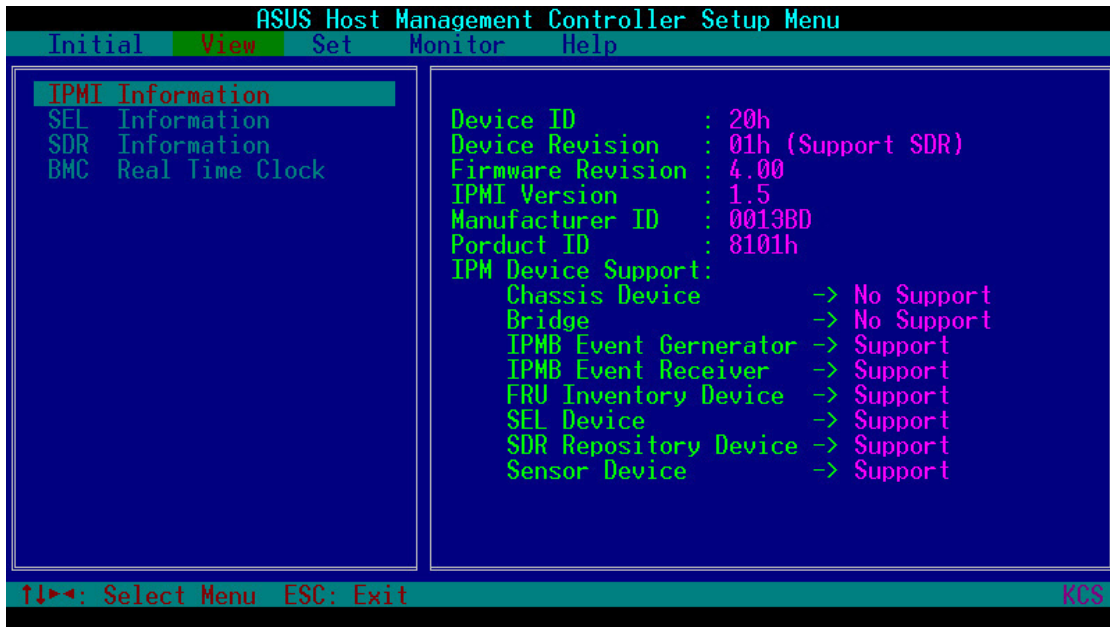 ASUS Host Management Controller Setup Menu
Initial View Set Monitor Help
IPMI Information
SEL Information
SDR Information
BMC Real Time Clock
Device ID : 20h
Device Revision : 01h (Support SDR)
Firmware Revision : 4.00
IPMI Version : 1.5
Manufacturer ID : 0013BD
Porduct ID : 8101h
IPM Device Support:
Chassis Device -> No Support
Bridge -> No Support
IPMB Event Gernerator -> Support
IPMB Event Receiver -> Support
FRU Inventory Device -> Support
SEL Device -> Support
SDR Repository Device -> Support
Sensor Device -> Support
↑↓►◄: Select Menu ESC: Exit KCS